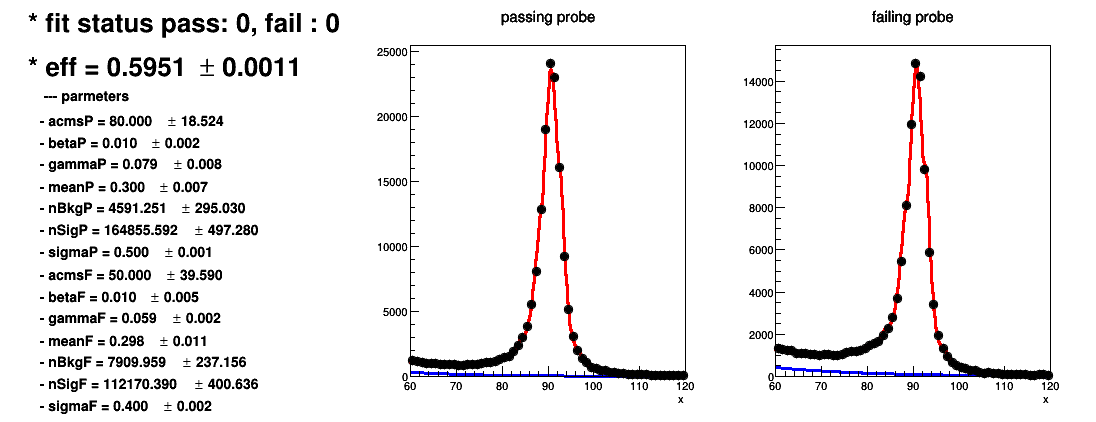 * fit status pass: 0, fail : 0
* eff = 0.5951 ± 0.0011
--- parmeters
- acmsP = 80.000 ± 18.524
- betaP = 0.010 ± 0.002
- gammaP = 0.079 ± 0.008
- meanP = 0.300 ± 0.007
- nBkgP = 4591.251 ± 295.030
- nSigP = 164855.592 ± 497.280
- sigmaP = 0.500 ± 0.001
- acmsF = 50.000 ± 39.590
- betaF = 0.010 ± 0.005
- gammaF = 0.059 ± 0.002
- meanF = 0.298 ± 0.011
- nBkgF = 7909.959 ± 237.156
- nSigF = 112170.390 ± 400.636
- sigmaF = 0.400 ± 0.002
passing probe
25000
20000
15000
10000
5000
0
60 70 80 90 100 110 120
x
failing probe
14000
12000
10000
8000
6000
4000
2000
0
60 70 80 90 100 110 120
x